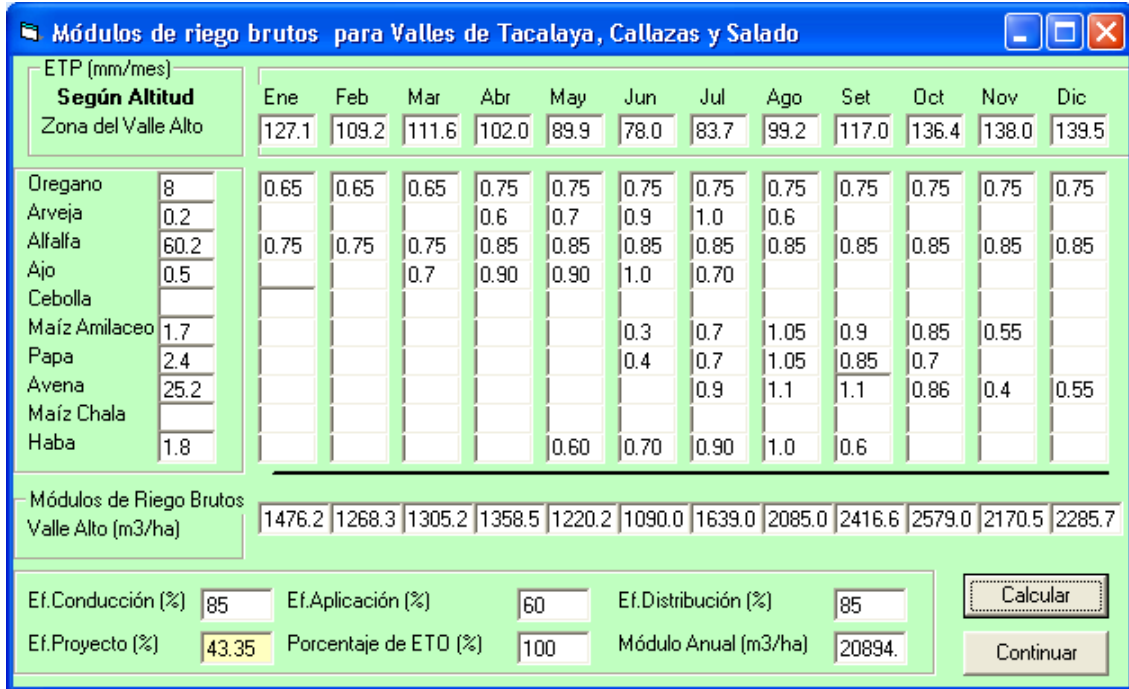 Módulos de riego brutos para Valles de Tacalaya, Callazas y Salado
ETP (mm/mes)
Según Altitud Ene Feb Mar Abr May Jun Jul Ago Set Oct Nov Dic
Zona del Valle Alto 127.1 109.2 111.6 102.0 89.9 78.0 83.7 99.2 117.0 136.4 138.0 139.5
Oregano 8 0.65 0.65 0.65 0.75 0.75 0.75 0.75 0.75 0.75 0.75 0.75 0.75
Arveja 0.2 0.6 0.7 0.9 1.0 0.6
Alfalfa 60.2 0.75 0.75 0.75 0.85 0.85 0.85 0.85 0.85 0.85 0.85 0.85 0.85
Ajo 0.5 0.7 0.90 0.90 1.0 0.70
Cebolla
Maíz Amilaceo 1.7 0.3 0.7 1.05 0.9 0.85 0.55
Papa 2.4 0.4 0.7 1.05 0.85 0.7
Avena 25.2 0.9 1.1 1.1 0.86 0.4 0.55
Maíz Chala
Haba 1.8 0.60 0.70 0.90 1.0 0.6
Módulos de Riego Brutos
Valle Alto (m3/ha) 1476.2 1268.3 1305.2 1358.5 1220.2 1090.0 1639.0 2085.0 2416.6 2579.0 2170.5 2285.7
Ef.Conducción (%) 85 Ef.Aplicación (%) 60 Ef.Distribución (%) 85 Calcular
Ef.Proyecto (%) 43.35 Porcentaje de ETO (%) 100 Módulo Anual (m3/ha) 20894. Continuar